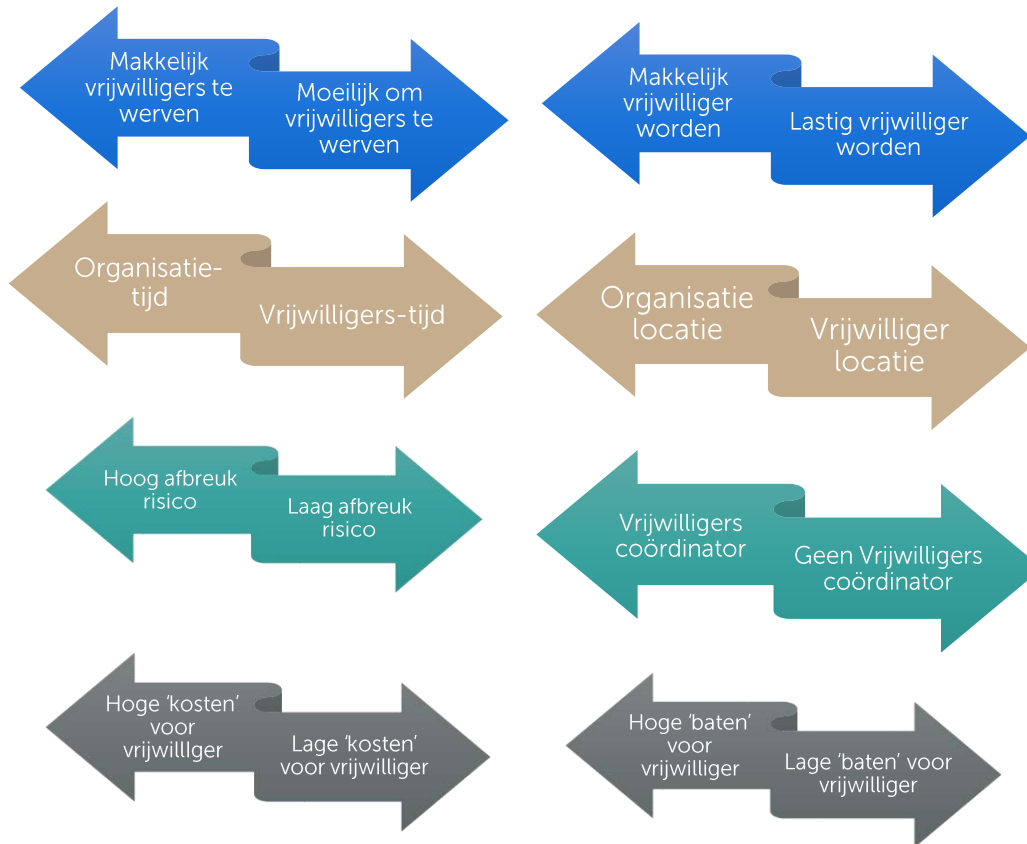 Makkelijk
vrijwilligers te
werven
Moeilijk om
vrijwilligers te
werven
Makkelijk
vrijwilliger
worden
Lastig vrijwilliger
worden
Organisatie-
tijd
Vrijwilligers-tijd
Organisatie
locatie
Vrijwilliger
locatie
Hoog afbreuk
risico
Laag afbreuk
risico
Vrijwilligers
coördinator
Geen Vrijwilligers
coördinator
Hoge ‘kosten’
voor
vrijwillIger
Lage ‘kosten’
voor vrijwilliger
Hoge ‘baten’
voor
vrijwilliger
Lage ‘baten’ voor
vrijwilliger